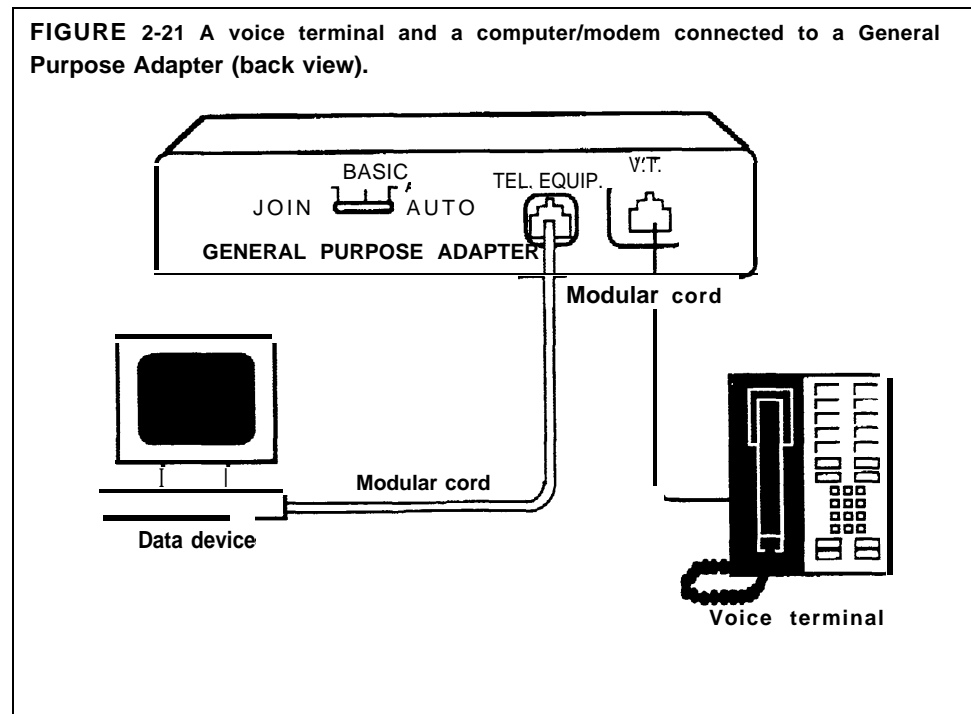 FIGURE 2-21 A voice terminal and a computer/modem connected to a General
Purpose Adapter (back view).
BASIC
TEL. EQUIP.
V.T.
JOIN
AUTO
GENERAL PURPOSE ADAPTER
Modular cord
Modular cord
Data device
Voice terminal